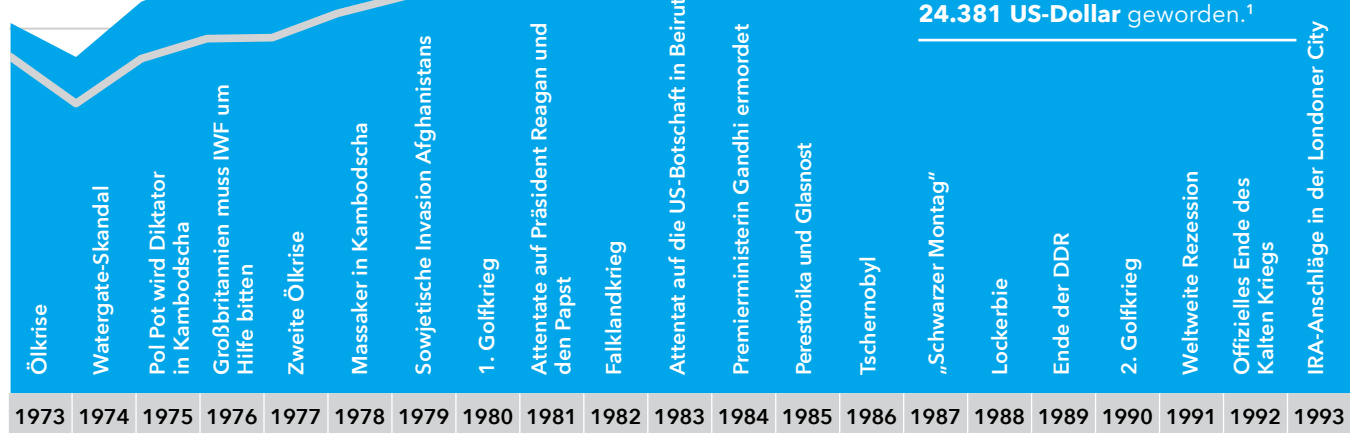 24.381 US-Dollar geworden.¹
Ölkrise
Watergate-Skandal
Pol Pot wird Diktator
in Kambodscha
Großbritannien muss IWF um
Hilfe bitten
Zweite Ölkrise
Massaker in Kambodscha
Sowjetische Invasion Afghanistans
1. Golfkrieg
Attentate auf Präsident Reagan und
den Papst
Falklandkrieg
Attentat auf die US-Botschaft in Beirut
Premierministerin Gandhi ermordet
Perestroika und Glasnost
Tschernobyl
„Schwarzer Montag“
Lockerbie
Ende der DDR
2. Golfkrieg
Weltweite Rezession
Offizielles Ende des
Kalten Kriegs
IRA-Anschläge in der Londoner City
1973 1974 1975 1976 1977 1978 1979 1980 1981 1982 1983 1984 1985 1986 1987 1988 1989 1990 1991 1992 1993